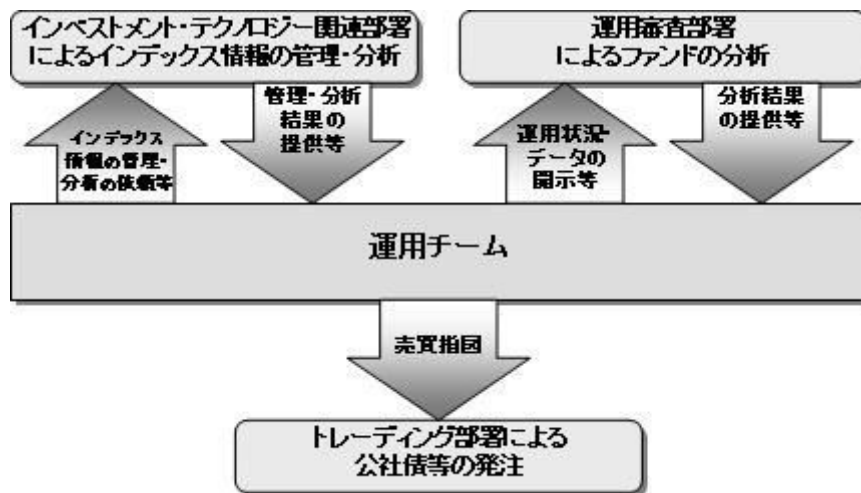 インベストメント・テクノロジー関連部署
によるインデックス情報の管理・分析
運用審査部署
によるファンドの分析
インデックス
情報の管理・
分析の依頼等
管理・分析
結果の
提供等
運用状況・
データの
開示等
分析結果
の提供等
運用チーム
売買指図
トレーディング部署による
公社債等の発注